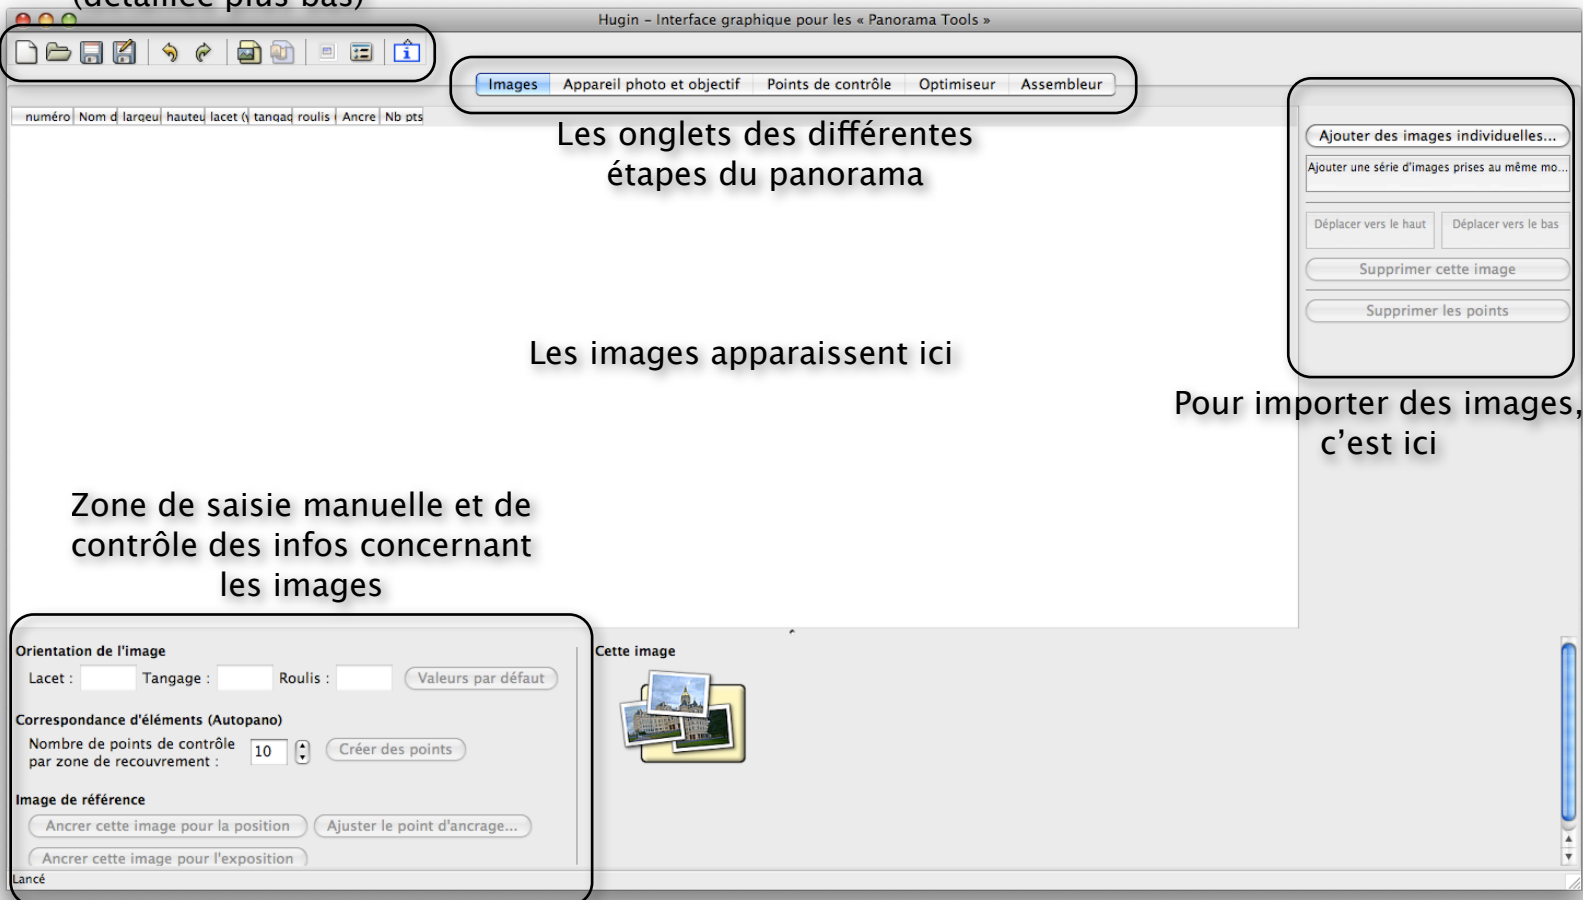 (détaillée plus bas)
Hugin – Interface graphique pour les « Panorama Tools »
Images Appareil photo et objectif Points de contrôle Optimiseur Assembleur
numéro Nom d largeu hauteu lacet (y tangag roulis ( Ancre Nb pts
Les onglets des différentes
étapes du panorama
Ajouter des images individuelles...
Ajouter une série d'images prises au même mo...
Déplacer vers le haut Déplacer vers le bas
Supprimer cette image
Supprimer les points
Les images apparaissent ici
Pour importer des images,
c’est ici
Zone de saisie manuelle et de
contrôle des infos concernant
les images
Orientation de l'image
Lacet : Tangage : Roulis : Valeurs par défaut
Correspondance d'éléments (Autopano)
Nombre de points de contrôle
par zone de recouvrement : 10 Créer des points
Image de référence
Ancrer cette image pour la position Ajuster le point d'ancrage...
Ancrer cette image pour l'exposition
Cette image
Lancé